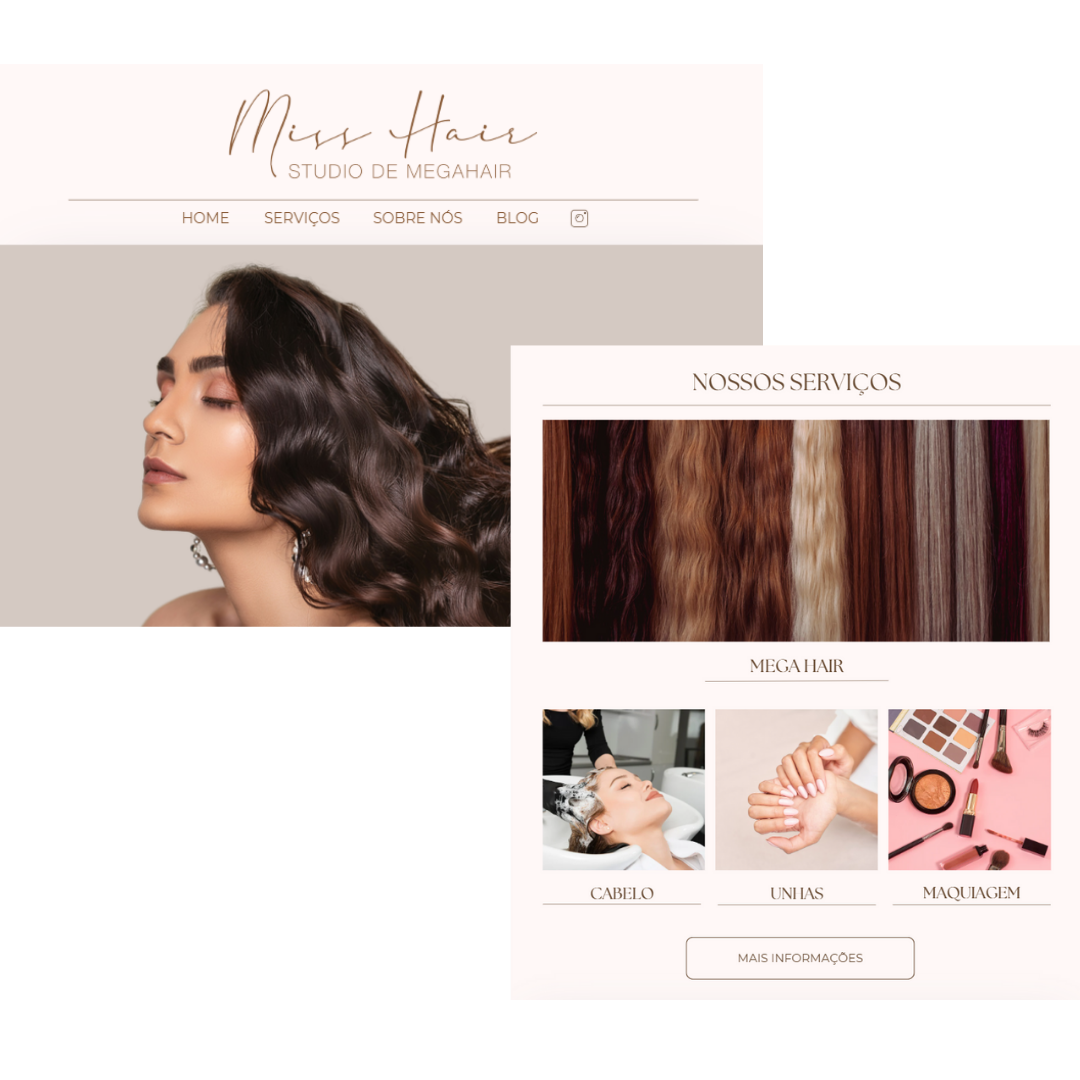 Miss Hair
STUDIO DE MEGAHAIR
HOME SERVIÇOS SOBRE NÓS BLOG
NOSSOS SERVIÇOS
MEGA HAIR
CABELO UNHAS MAQUIAGEM
MAIS INFORMAÇÕES